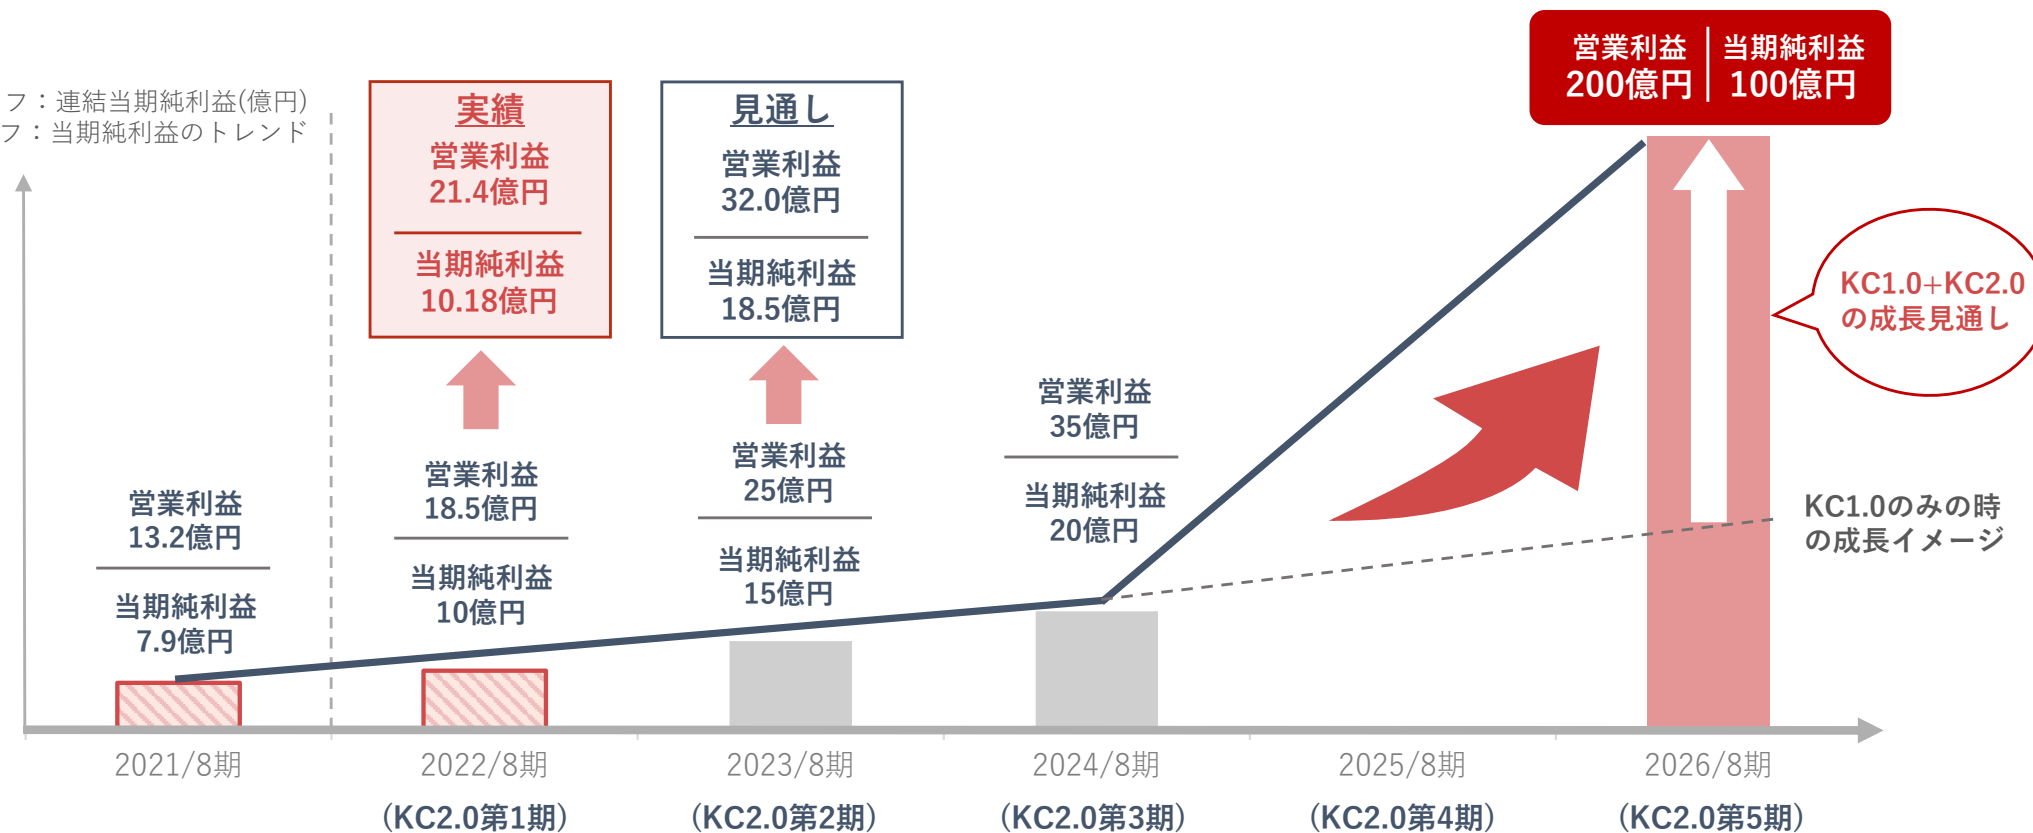 フ：連結当期純利益(億円)
フ：当期純利益のトレンド
営業利益
13.2億円
当期純利益
7.9億円
実績
営業利益
21.4億円
当期純利益
10.18億円
営業利益
18.5億円
当期純利益
10億円
見通し
営業利益
32.0億円
当期純利益
18.5億円
営業利益
25億円
当期純利益
15億円
営業利益
35億円
当期純利益
20億円
営業利益
200億円
当期純利益
100億円
KC1.0+KC2.0
の成長見通し
KC1.0のみの時
の成長イメージ
2021/8期
2022/8期
(KC2.0第1期)
2023/8期
(KC2.0第2期)
2024/8期
(KC2.0第3期)
2025/8期
(KC2.0第4期)
2026/8期
(KC2.0第5期)